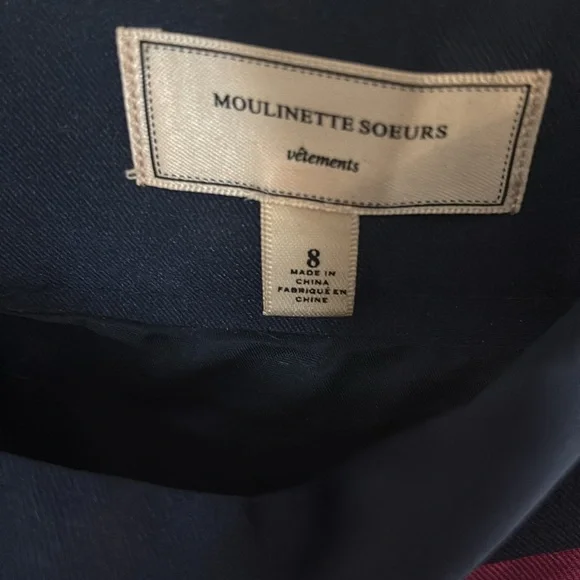 MOULINETTE SOEURS
vêtements
8
MADE IN
CHINA
FABRIQUÉ EN
CHINE